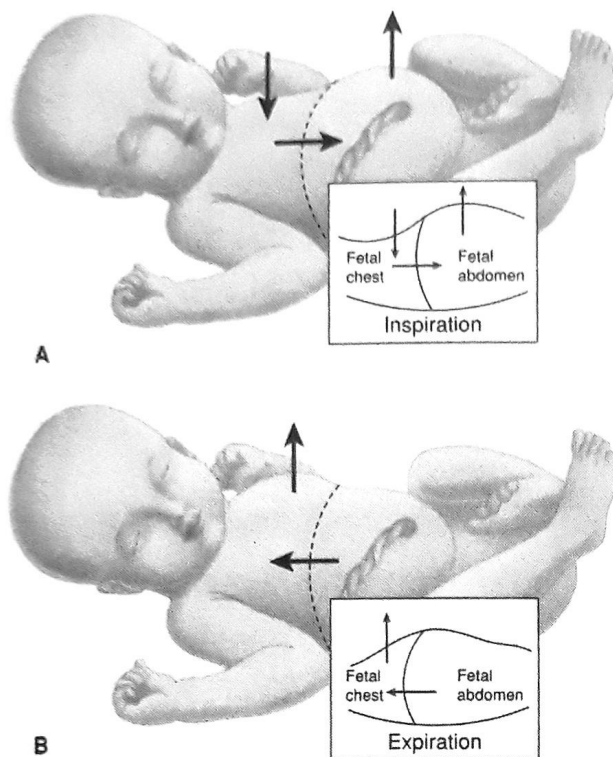 Fetal
chest
Fetal
abdomen
Inspiration
A
Fetal
chest
Fetal
abdomen
Expiration
B